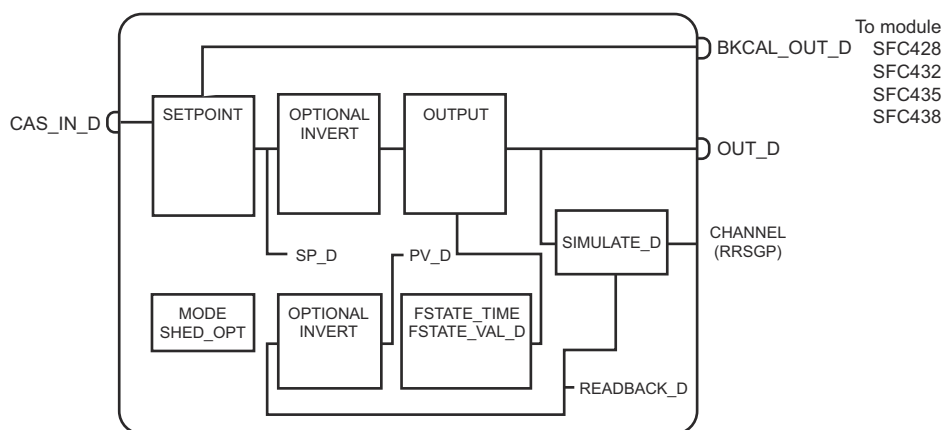 To module
SFC428
SFC432
SFC435
SFC438
BKCAL_OUT_D
CAS_IN_D
SETPOINT
OPTIONAL
INVERT
OUTPUT
OUT_D
SIMULATE_D
CHANNEL
(RRSGP)
SP_D
PV_D
MODE
SHED_OPT
OPTIONAL
INVERT
FSTATE_TIME
FSTATE_VAL_D
READBACK_D